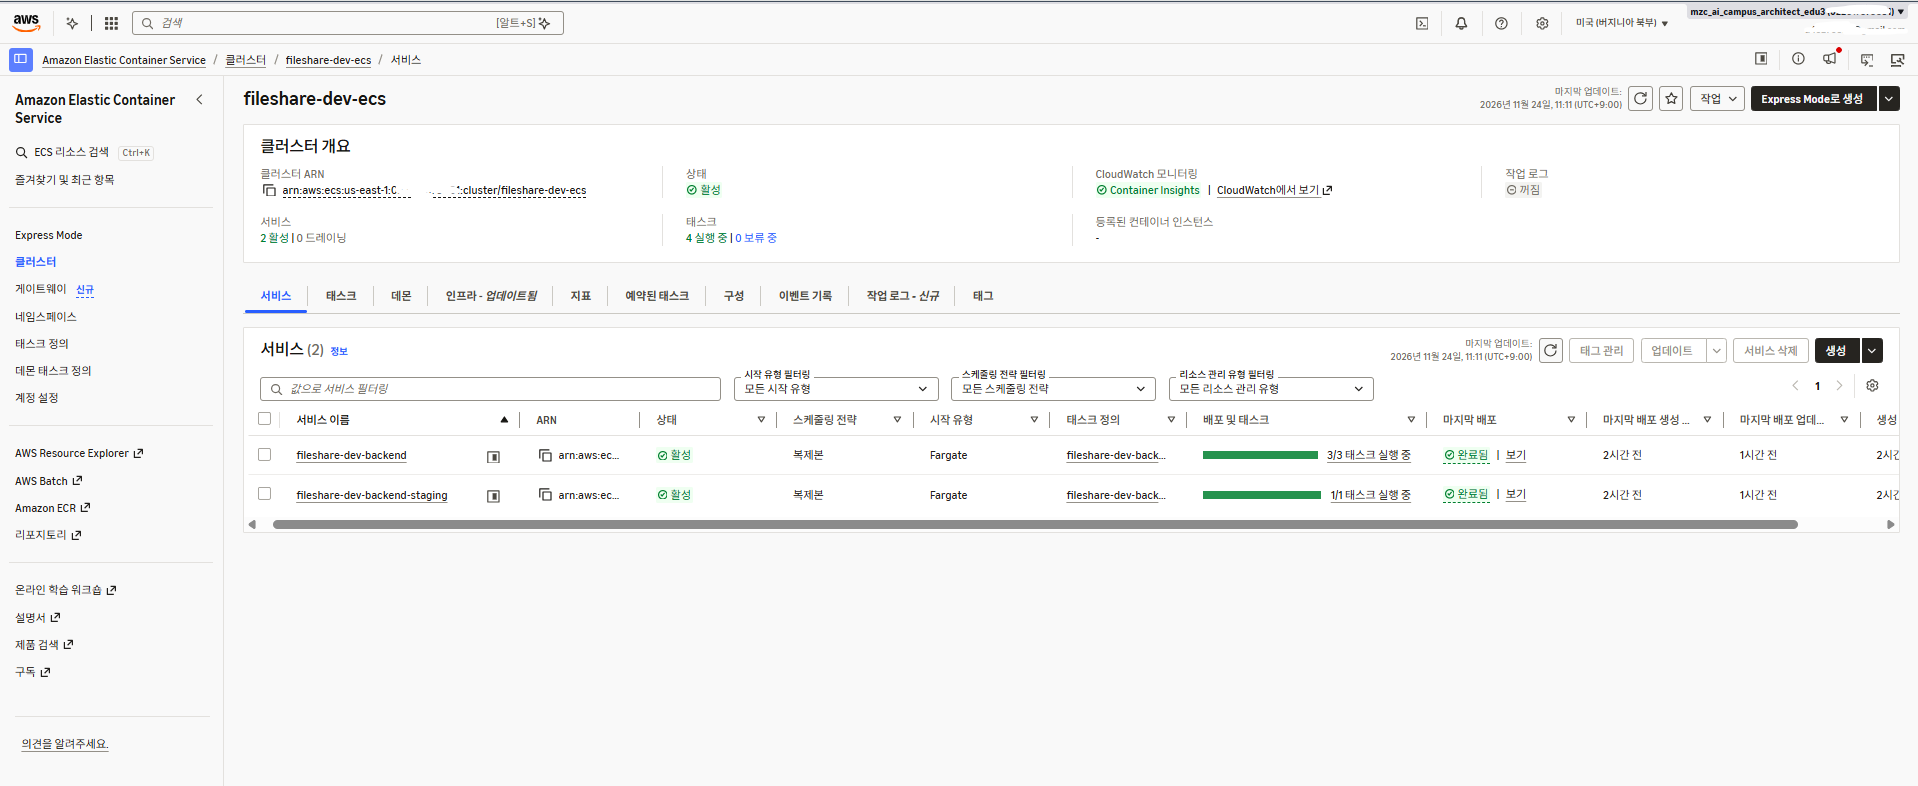 aws
검색
[알트+S]
미국 (버지니아 북부)
mzc_ai_campus_architect_edu3
Amazon Elastic Container Service / 클러스터 / fileshare-dev-ecs / 서비스
Amazon Elastic Container Service
ECS 리소스 검색 Ctrl+K
즐겨찾기 및 최근 항목
Express Mode
클러스터
게이트웨이 신규
네임스페이스
태스크 정의
데몬 태스크 정의
계정 설정
AWS Resource Explorer
AWS Batch
Amazon ECR
리포지토리
온라인 학습 워크숍
설명서
제품 검색
구독
의견을 알려주세요.
fileshare-dev-ecs
마지막 업데이트:
2026년 11월 24일, 11:11 (UTC+9:00)
작업
Express Mode로 생성
클러스터 개요
클러스터 ARN
arn:aws:ecs:us-east-1:0 1:cluster/fileshare-dev-ecs
상태
활성
CloudWatch 모니터링
Container Insights | CloudWatch에서 보기
작업 로그
꺼짐
서비스
2 활성 | 0 드레이닝
태스크
4 실행 중 | 0 보류 중
등록된 컨테이너 인스턴스
-
서비스 태스크 데몬 인프라 - 업데이트됨 지표 예약된 태스크 구성 이벤트 기록 작업 로그 - 신규 태그
서비스 (2) 정보
마지막 업데이트:
2026년 11월 24일, 11:11 (UTC+9:00)
태그 관리 업데이트 서비스 삭제 생성
값으로 서비스 필터링
시작 유형 필터링
모든 시작 유형
스케줄링 전략 필터링
모든 스케줄링 전략
리소스 관리 유형 필터링
모든 리소스 관리 유형
1
서비스 이름 ARN 상태 스케줄링 전략 시작 유형 태스크 정의 배포 및 태스크 마지막 배포 마지막 배포 생성 ... 마지막 배포 업데... 생성
fileshare-dev-backend arn:aws:ec... 활성 복제본 Fargate fileshare-dev-back... 3/3 태스크 실행 중 완료됨 | 보기 2시간 전 1시간 전 2시간
fileshare-dev-backend-staging arn:aws:ec... 활성 복제본 Fargate fileshare-dev-back... 1/1 태스크 실행 중 완료됨 | 보기 2시간 전 1시간 전 2시간